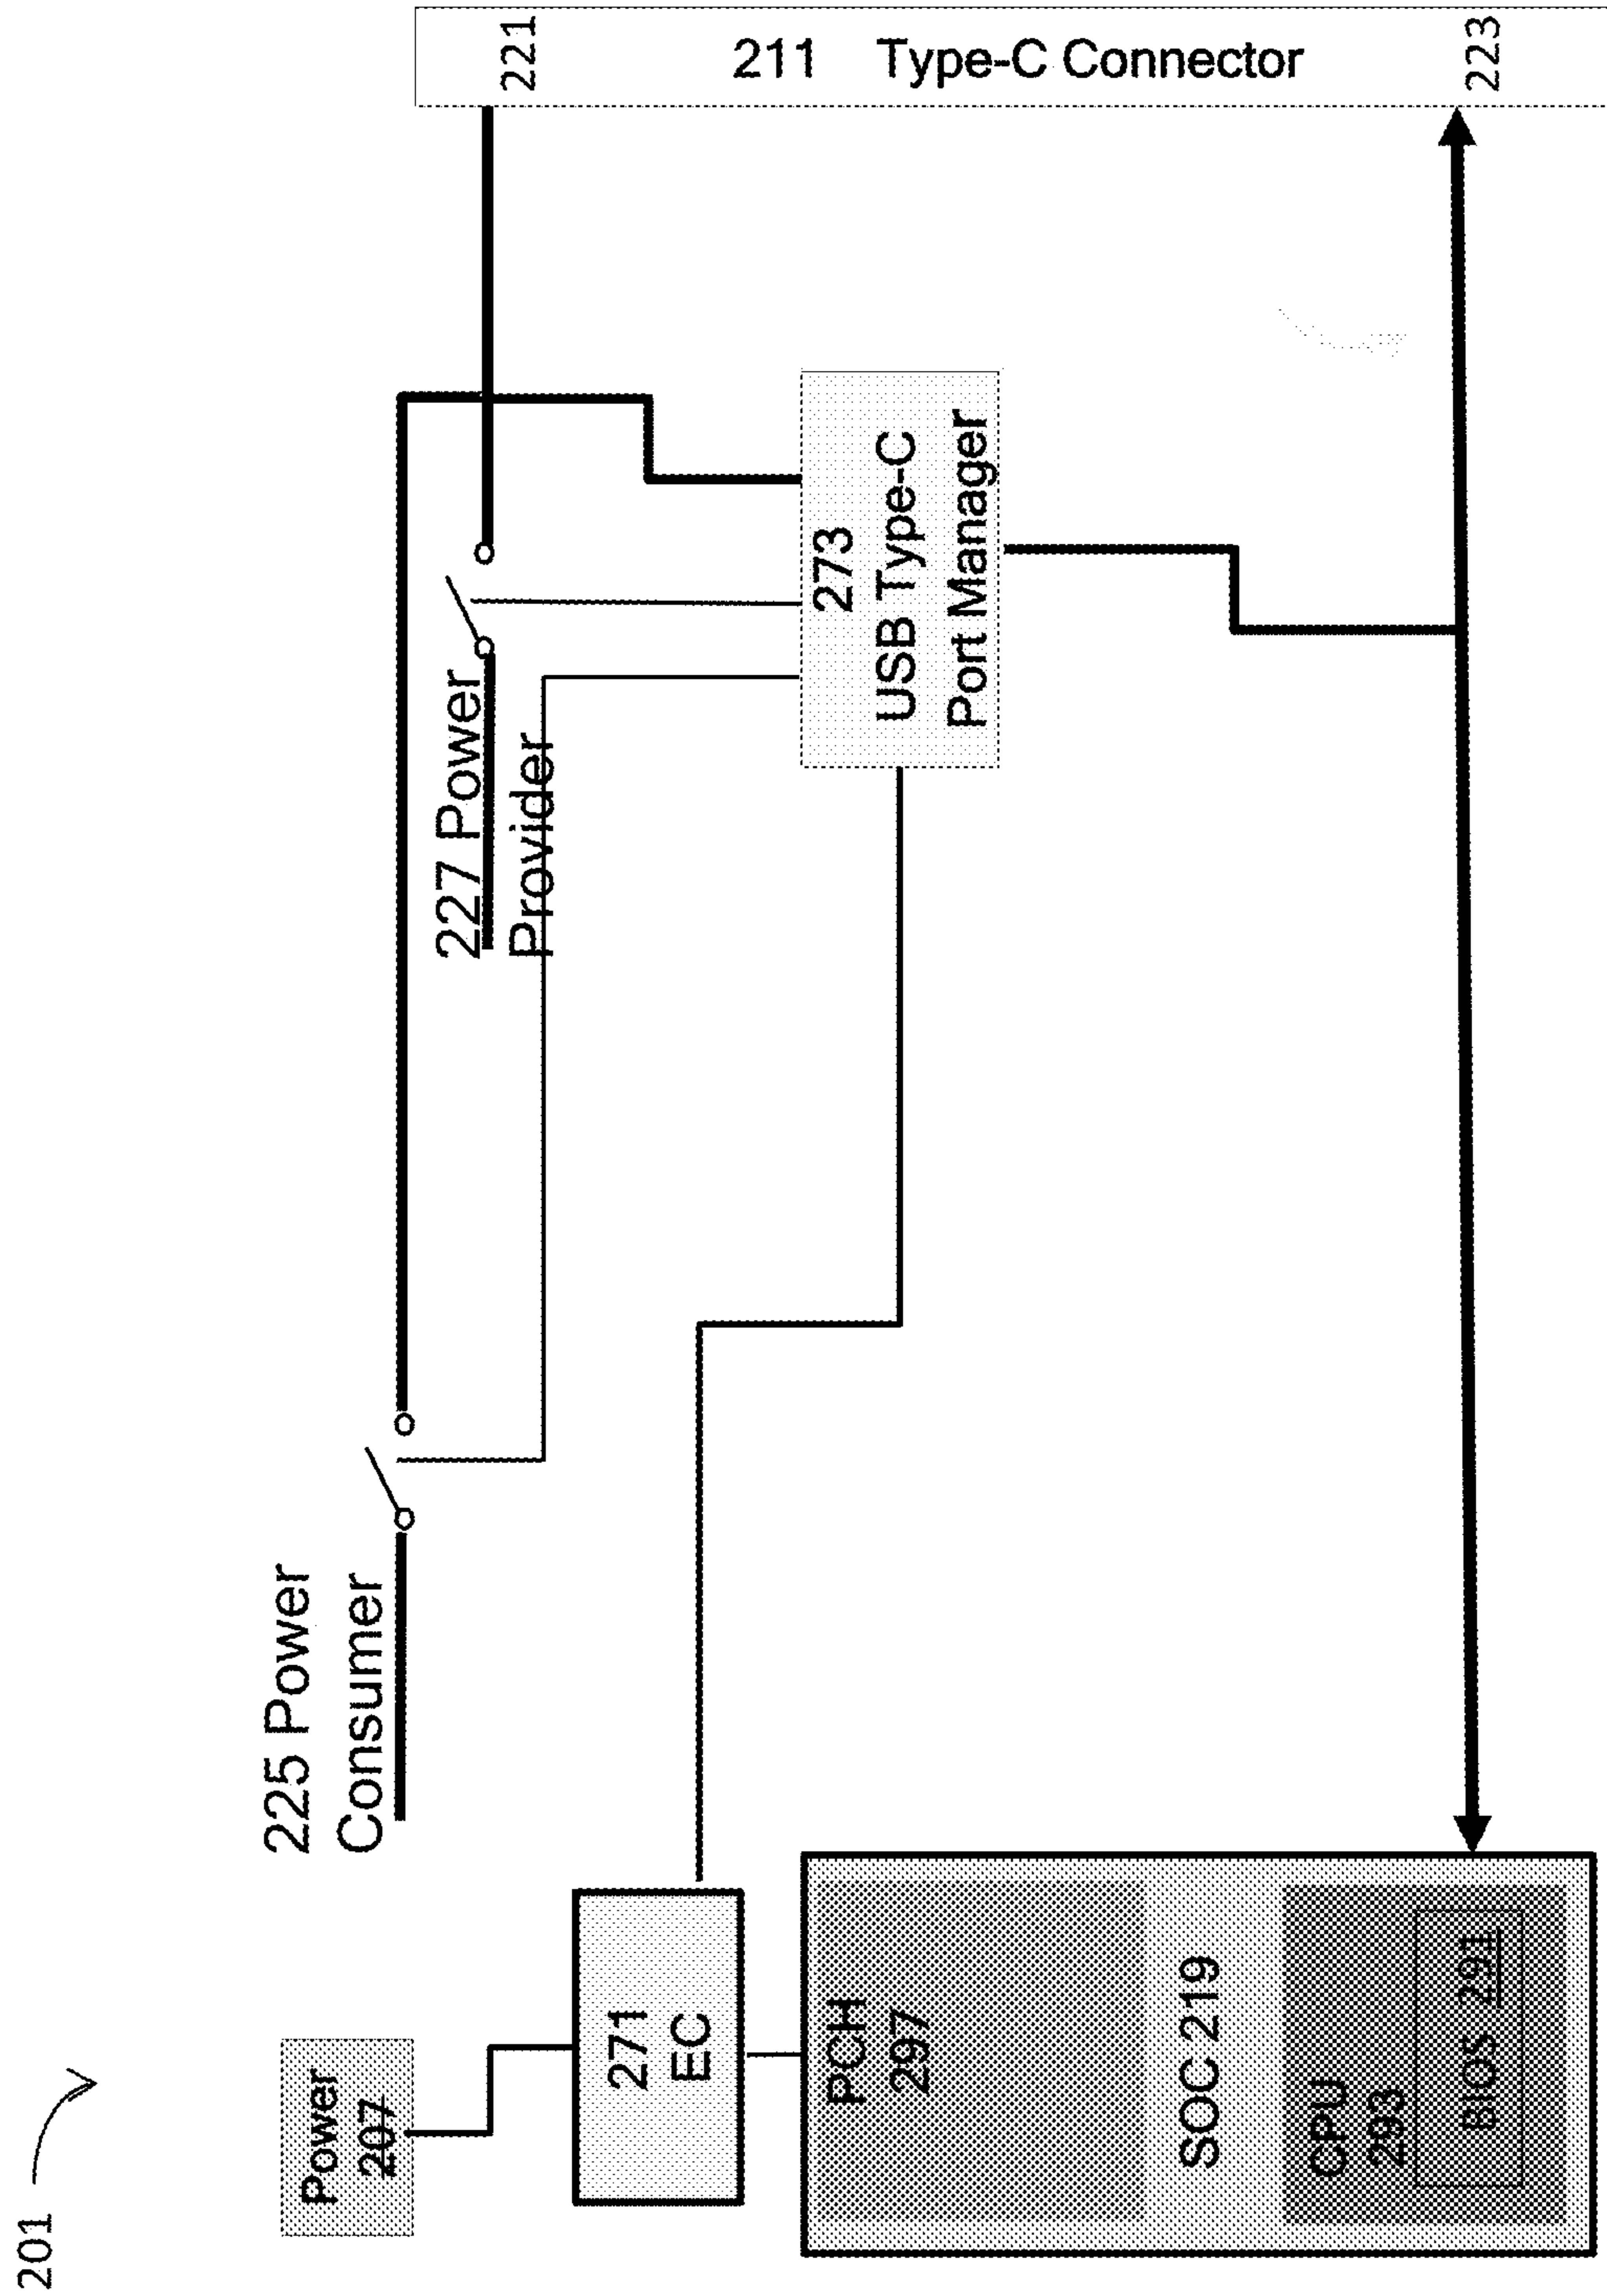 201
Power
207
225 Power
Consumer
227 Power
Provider
221
211 Type-C Connector
223
271
EC
273
USB Type-C
Port Manager
PCH
297
SOC 219
CPU
293
BIOS 291